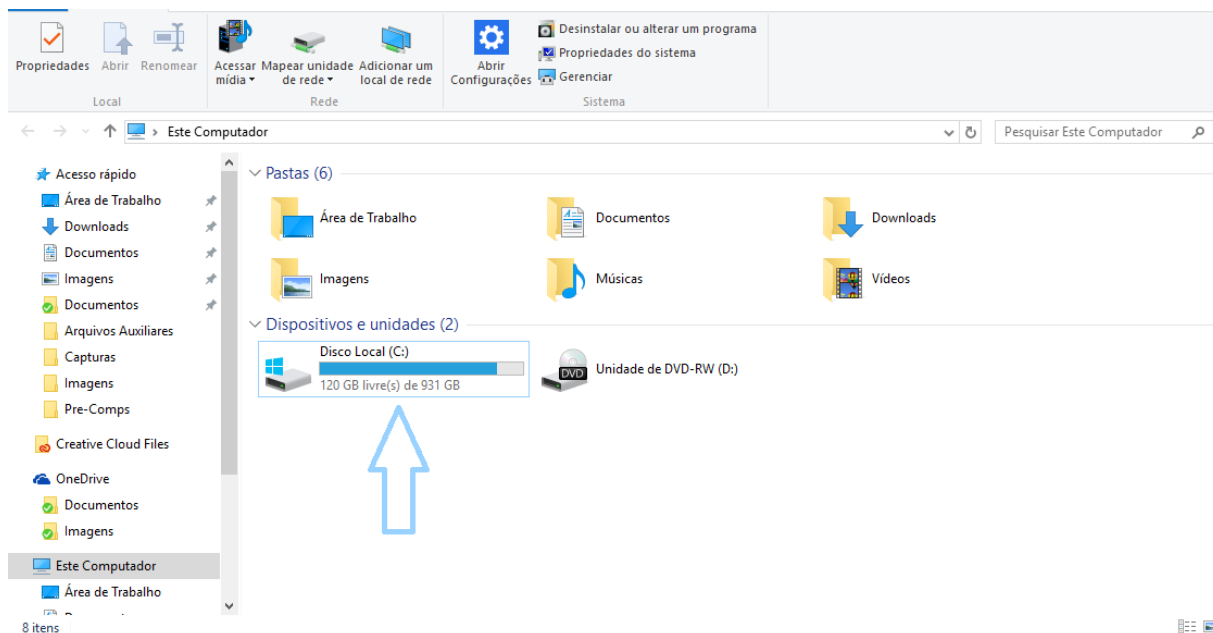 Propriedades Abrir Renomear
Acessar mídia
Mapear unidade de rede
Adicionar um local de rede
Abrir Configurações
Desinstalar ou alterar um programa
Propriedades do sistema
Gerenciar
Local
Rede
Sistema
Este Computador
Pesquisar Este Computador
Acesso rápido
Área de Trabalho
Downloads
Documentos
Imagens
Documentos
Arquivos Auxiliares
Capturas
Imagens
Pre-Comps
Creative Cloud Files
OneDrive
Documentos
Imagens
Este Computador
Área de Trabalho
Pastas (6)
Área de Trabalho
Documentos
Downloads
Imagens
Músicas
Vídeos
Dispositivos e unidades (2)
Disco Local (C:)
120 GB livre(s) de 931 GB
DVD
Unidade de DVD-RW (D:)
8 itens